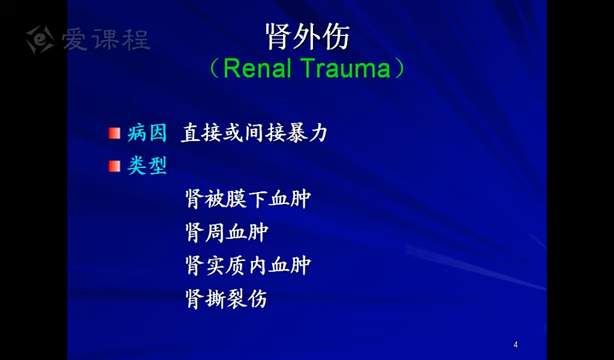 爱课程
肾外伤
（Renal Trauma）
病因 直接或间接暴力
类型
肾被膜下血肿
肾周血肿
肾实质内血肿
肾撕裂伤
4